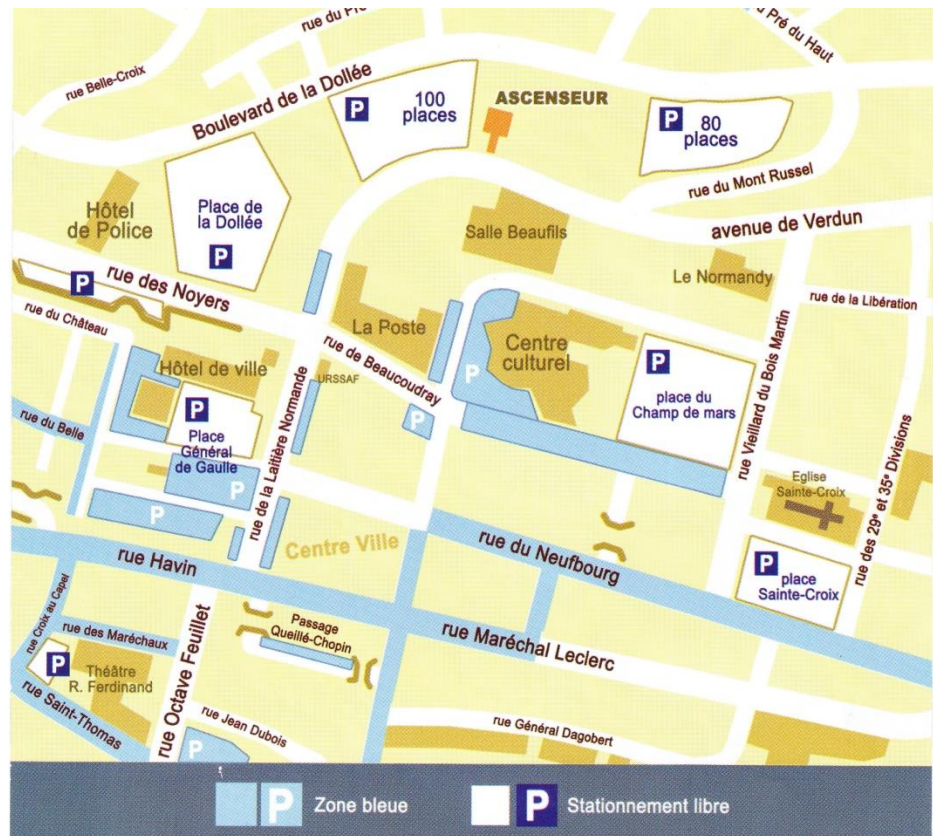 rue du Pr
du Pré du Haut
rue Belle-Croix
Boulevard de la Dollée
P
100
places
ASCENSEUR
P
80
places
rue du Mont Russel
Hôtel
de Police
Place de
la Dollée
P
Salle Beaufils
avenue de Verdun
P
rue des Noyers
Le Normandy
rue de la Libération
rue du Château
La Poste
rue de Beaucoudray
Centre
culturel
P
P
place du
Champ de mars
Hôtel de ville
URSSAF
P
Place
Général
de Gaulle
P
rue du Belle
P
P
rue de la Laitière Normande
rue Vieillard du Bois Martin
rue des 29e et 35e Divisions
Eglise
Sainte-Croix
Centre Ville
rue Havin
rue du Neufbourg
P
place
Sainte-Croix
rue Croix au Capel
rue des Maréchaux
Passage
Queillé-Chopin
rue Maréchal Leclerc
P
Théâtre
R. Ferdinand
rue Octave Feuillet
rue Saint-Thomas
rue Jean Dubois
P
rue Général Dagobert
P
Zone bleue
P
Stationnement libre